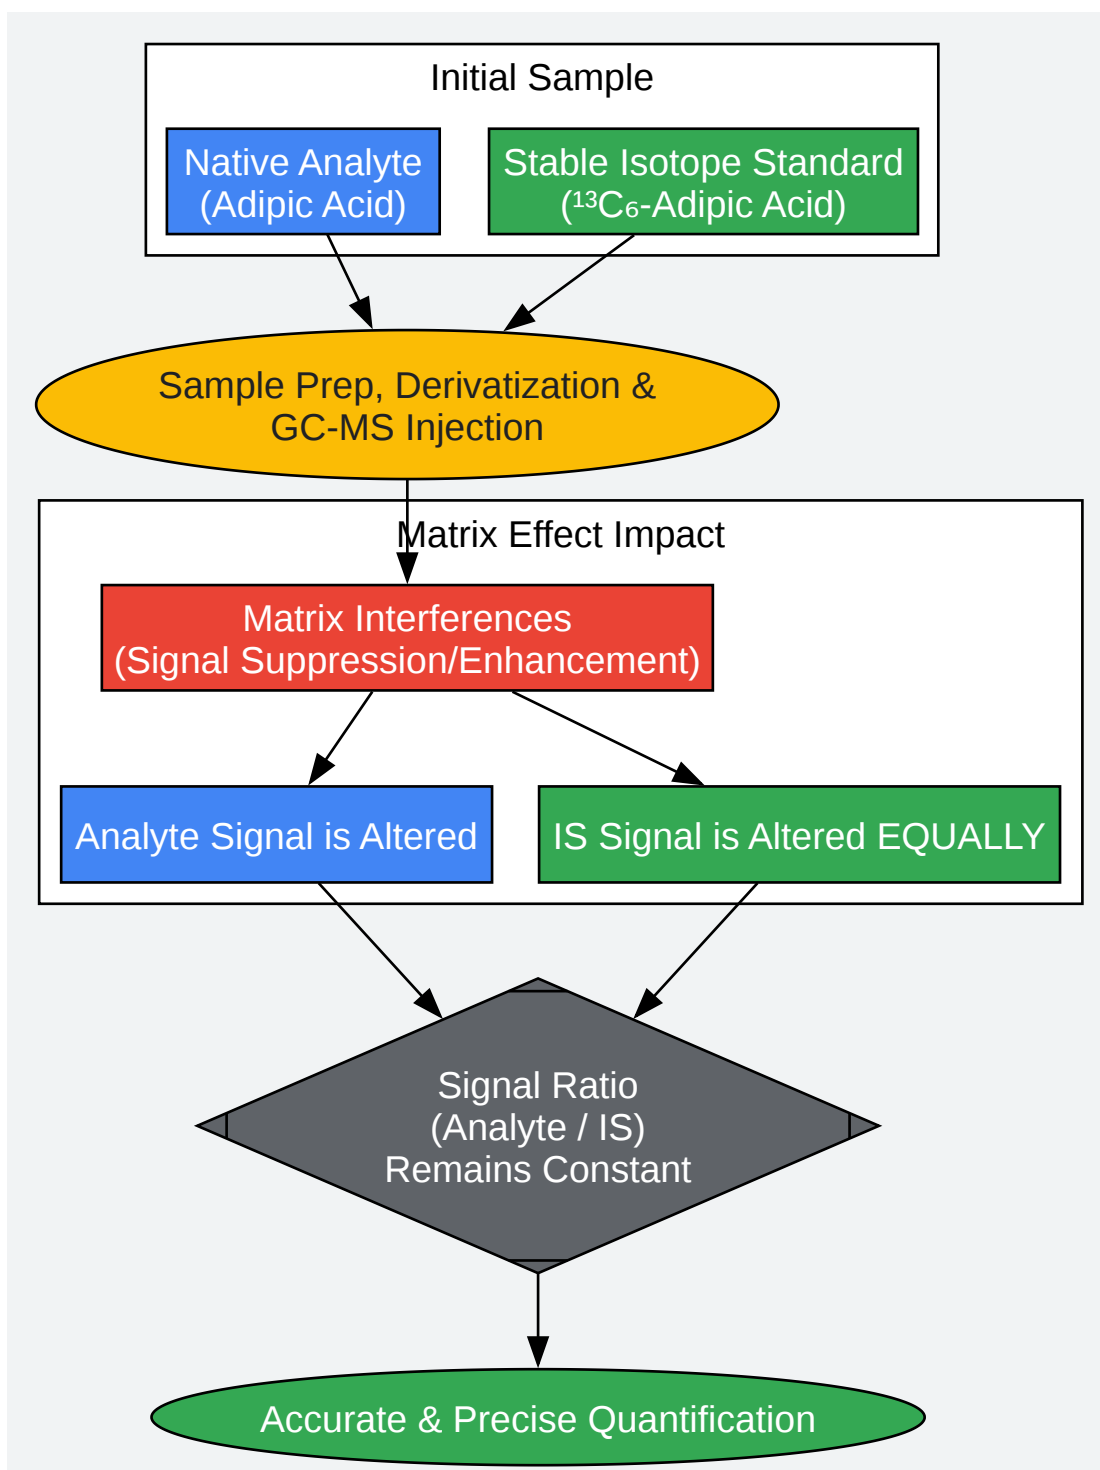 Initial Sample
Native Analyte
(Adipic Acid)
Stable Isotope Standard
(¹³C₆-Adipic Acid)
Sample Prep, Derivatization &
GC-MS Injection
Matrix Effect Impact
Matrix Interferences
(Signal Suppression/Enhancement)
Analyte Signal is Altered
IS Signal is Altered EQUALLY
Signal Ratio
(Analyte / IS)
Remains Constant
Accurate & Precise Quantification